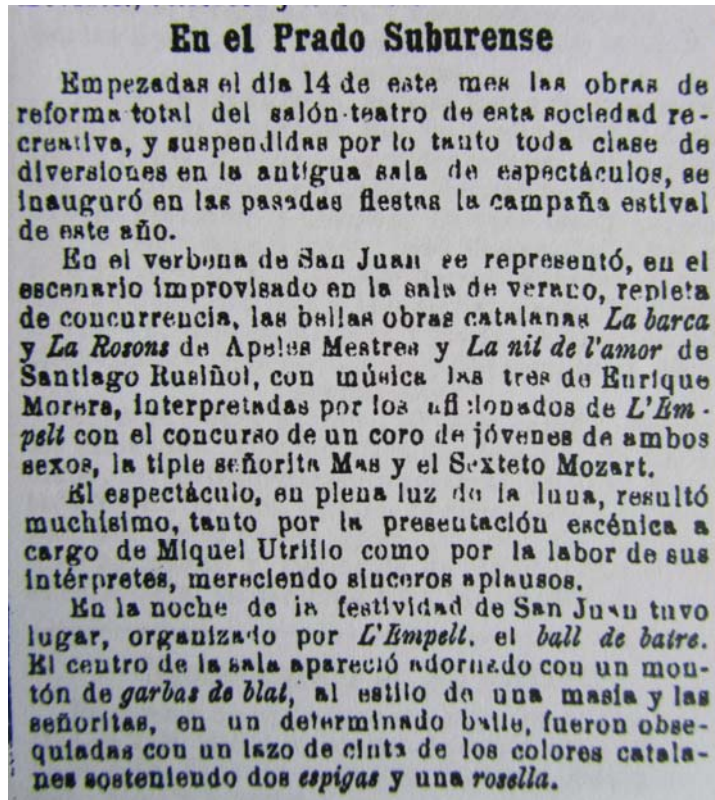 En el Prado Suburense
Empezadas el dia 14 de este mes las obras de
reforma total del salón-teatro de esta sociedad re-
creativa, y suspendidas por lo tanto toda clase de
diversiones en la antigua sala de espectáculos, se
inauguró en las pasadas fiestas la campaña estival
de este año.
En el verbena de San Juan se representó, en el
escenario improvisado en la sala de verano, repleta
de concurrencia, las bellas obras catalanas La barca
y La Rosons de Apeles Mestres y La nit de l'amor de
Santiago Rusiñol, con música las tres de Enrique
Morera, interpretadas por los aficionados de L'Em-
pelt con el concurso de un coro de jóvenes de ambos
sexos, la tiple señorita Mas y el Sexteto Mozart.
El espectáculo, en plena luz de la luna, resultó
muchísimo, tanto por la presentación escénica a
cargo de Miquel Utrillo como por la labor de sus
intérpretes, mereciendo sinceros aplausos.
En la noche de la festividad de San Juan tuvo
lugar, organizado por L'Empelt, el ball de batre.
El centro de la sala apareció adornado con un mon-
tón de garbas de blat, al estilo de una masia y las
señoritas, en un determinado baile, fueron obse-
quiadas con un lazo de cinta de los colores catala-
nes sosteniendo dos espigas y una rosella.